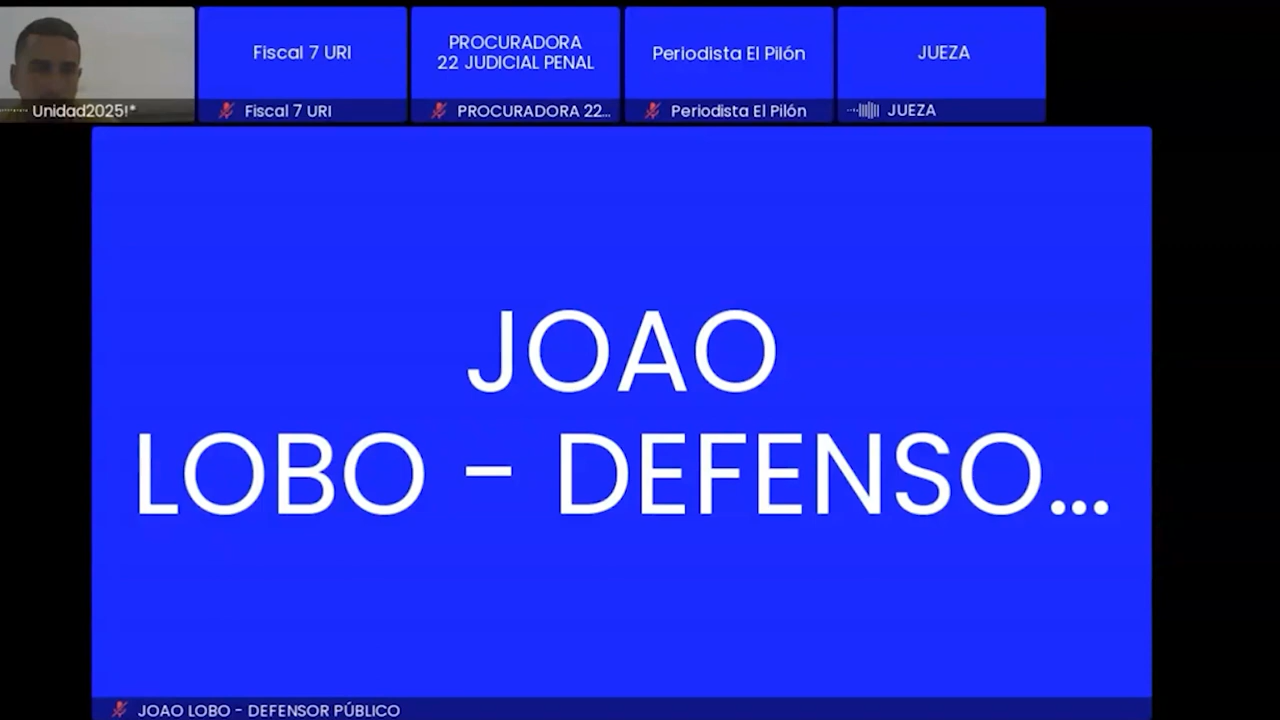 Fiscal 7 URI
PROCURADORA
22 JUDICIAL PENAL
Periodista El Pilón
JUEZA
Unidad2025!*
Fiscal 7 URI
PROCURADORA 22...
Periodista El Pilón
JUEZA
JOAO
LOBO - DEFENSO...
JOAO LOBO - DEFENSOR PÚBLICO